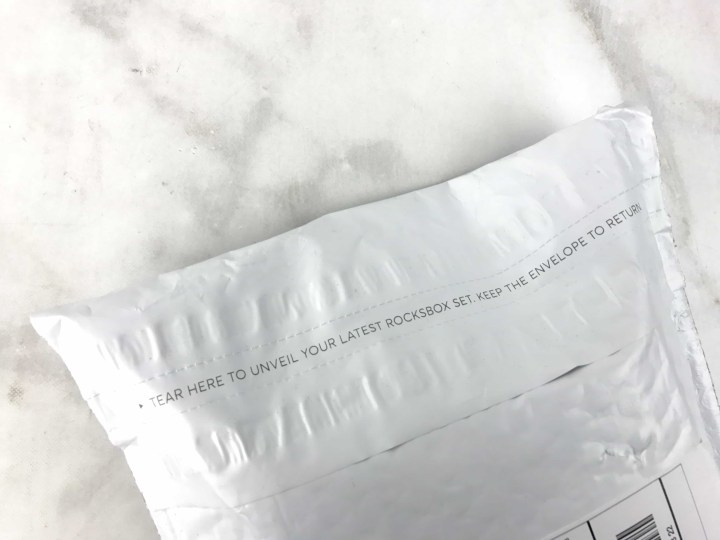 TEAR HERE TO UNVEIL YOUR LATEST ROCKSBOX SET. KEEP THE ENVELOPE TO RETURN